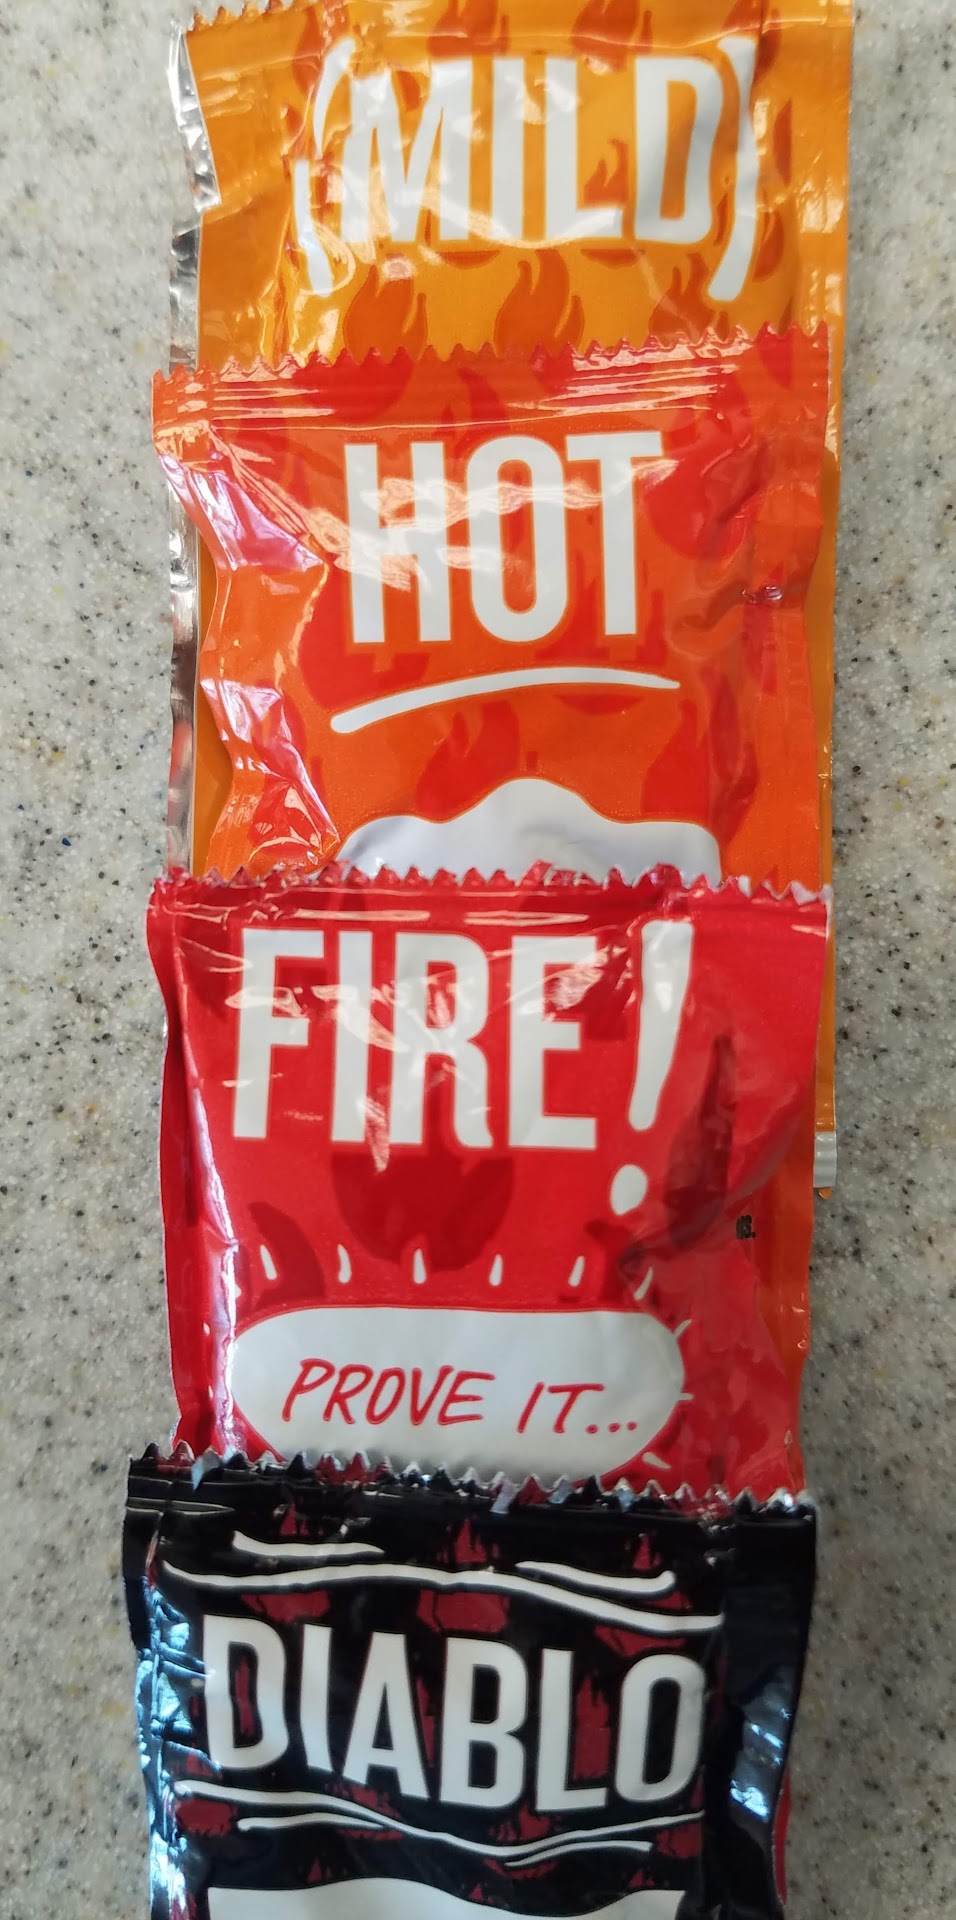 (MILD)
HOT
FIRE!
PROVE IT...
DIABLO